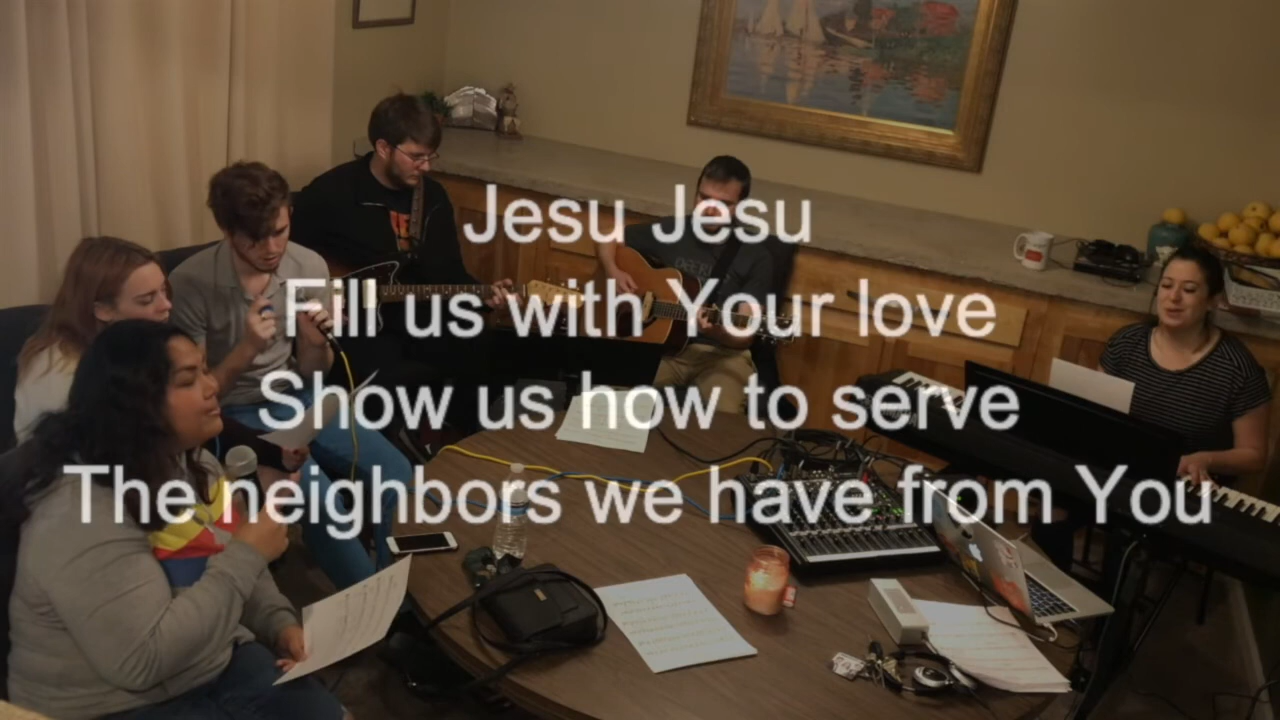 Jesu Jesu
Fill us with Your love
Show us how to serve
The neighbors we have from You